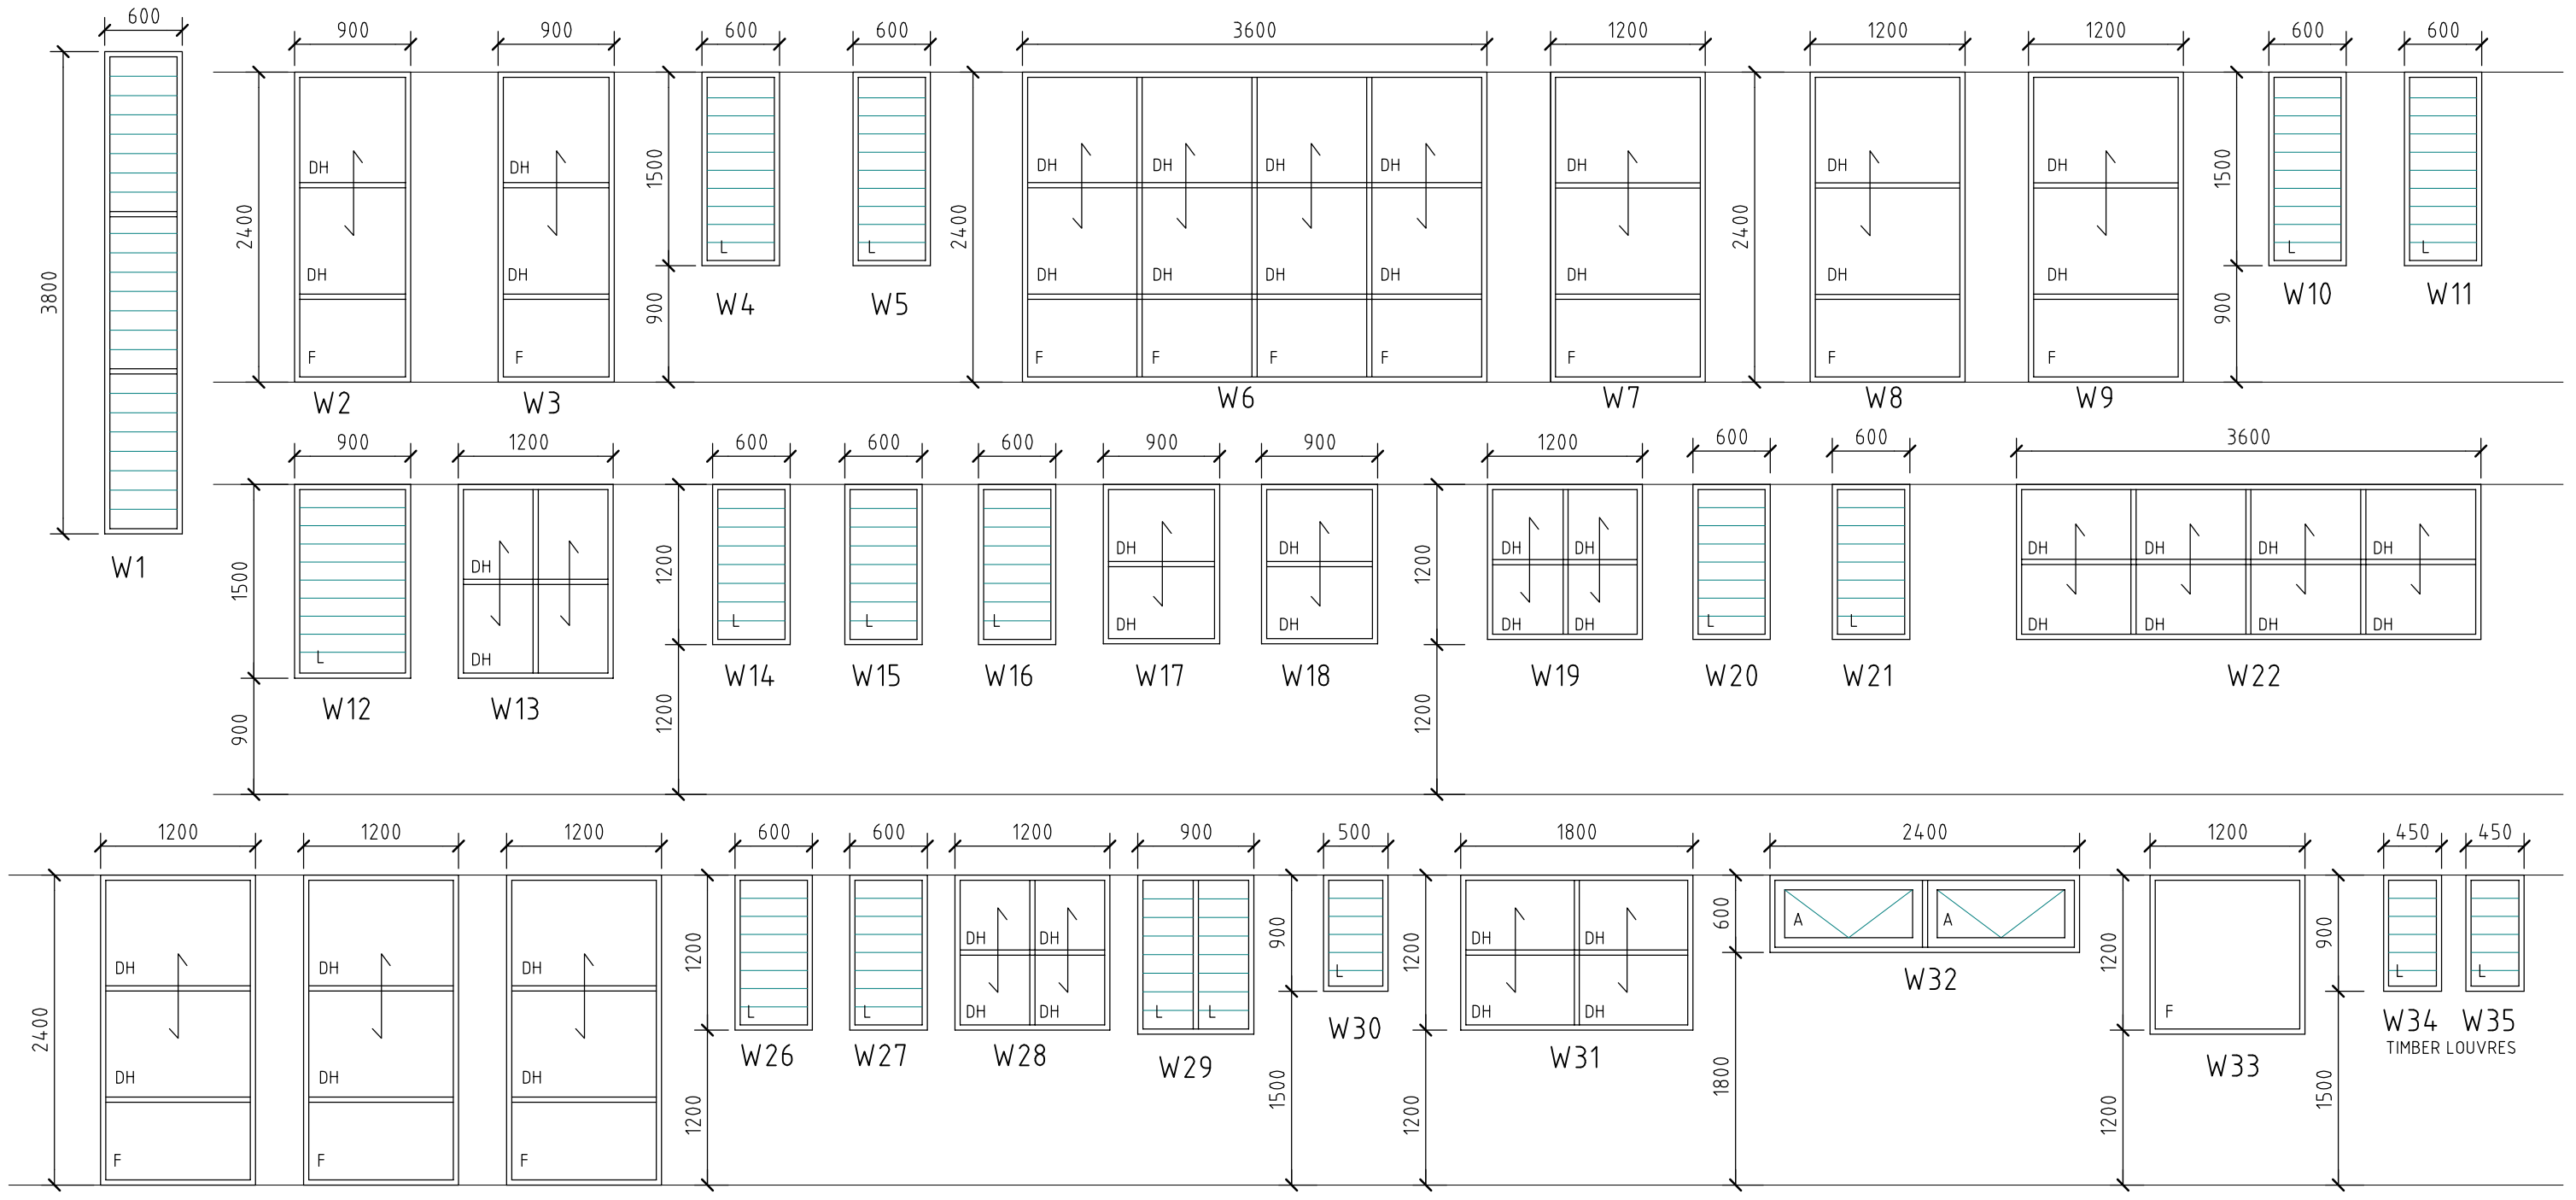 600 900 900 600 600 3600 1200 1200 1200 600 600
3800 2400 1500 900 2400 2400 1500 900
DH DH DH DH DH DH DH DH DH
L L L L
DH DH DH DH DH DH DH DH DH
F F F F F F F F F
W1 W2 W3 W4 W5 W6 W7 W8 W9 W10 W11
900 1200 600 600 600 900 900 1200 600 600 3600
1500 900 1200 1200 1200 1200
DH DH DH DH DH DH DH DH DH
L L L L L L
DH DH DH DH DH DH DH DH DH
W12 W13 W14 W15 W16 W17 W18 W19 W20 W21 W22
1200 1200 1200 600 600 1200 900 500 1800 2400 1200 450 450
2400 1200 1200 900 1500 1200 1200 600 1800 1200 1200 900 1500
DH DH DH DH DH DH DH A A
L L L L L L L
DH DH DH DH DH DH DH
F F F F
W26 W27 W28 W29 W30 W31 W32 W33 W34 W35
TIMBER LOUVRES